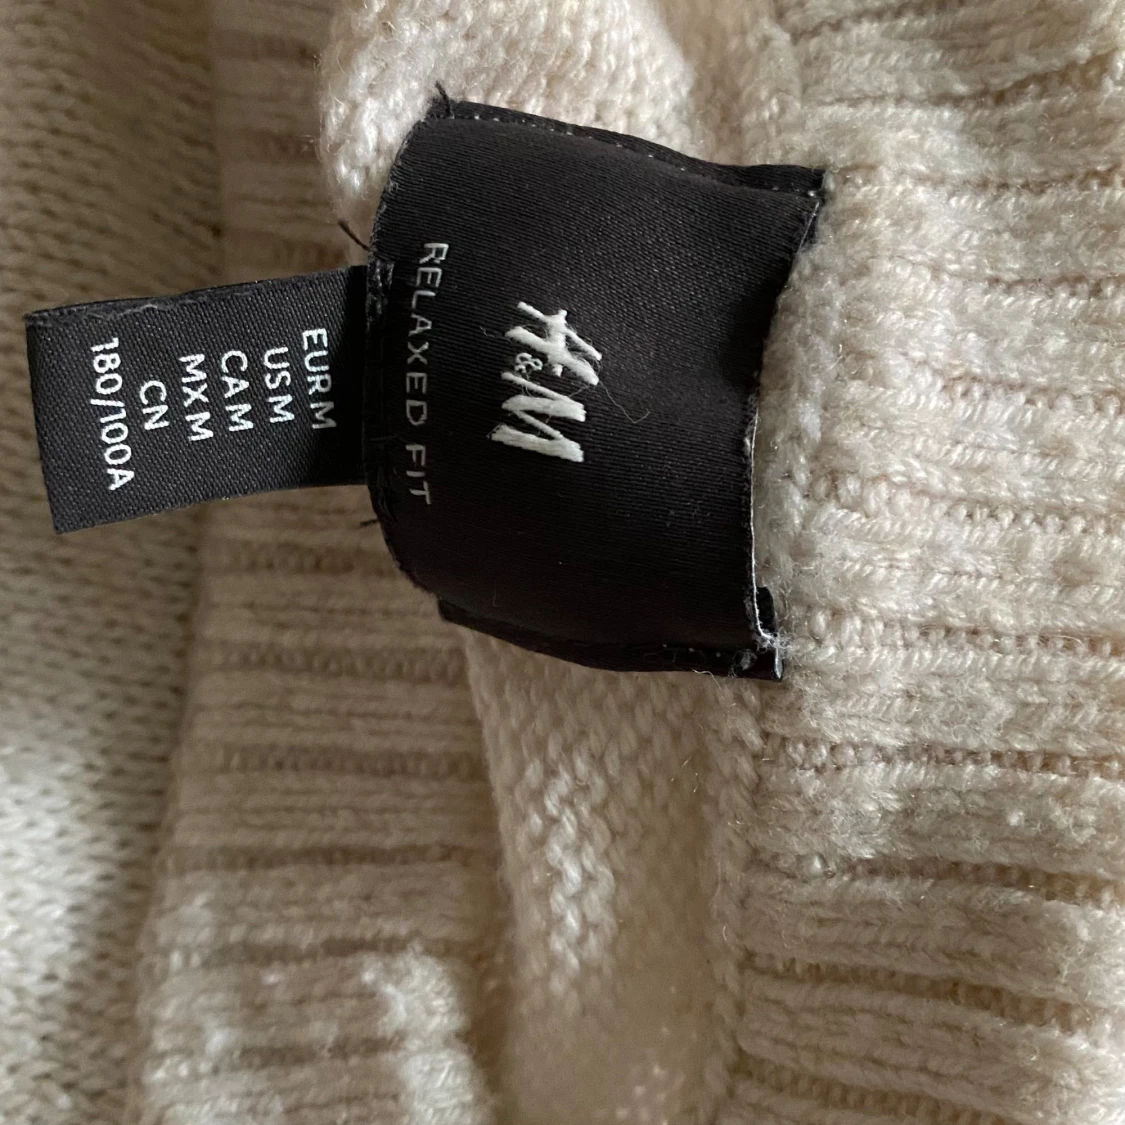 H&M
RELAXED FIT
EUR M
US M
CA M
MX M
CN
180/100A